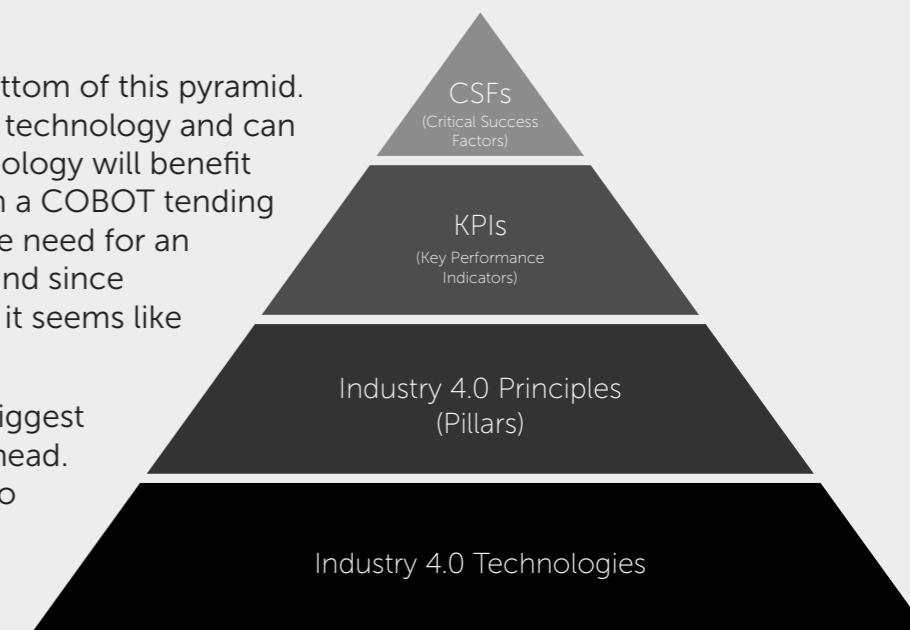 ttom of this pyramid.
technology and can
ology will benefit
a COBOT tending
e need for an
nd since
it seems like
iggest
head.
o
CSFs
(Critical Success
Factors)
KPIs
(Key Performance
Indicators)
Industry 4.0 Principles
(Pillars)
Industry 4.0 Technologies